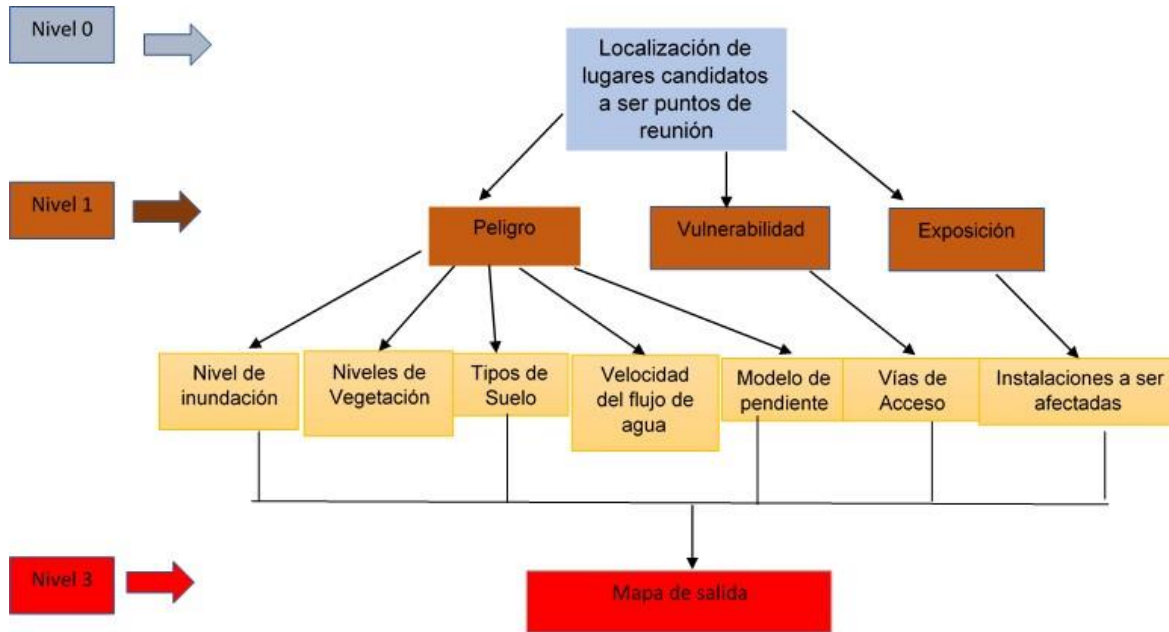 Nivel 0
Localización de
lugares candidatos
a ser puntos de
reunión
Nivel 1
Peligro
Vulnerabilidad
Exposición
Nivel de
inundación
Niveles de
Vegetación
Tipos de
Suelo
Velocidad
del flujo de
agua
Modelo de
pendiente
Vías de
Acceso
Instalaciones a ser
afectadas
Nivel 3
Mapa de salida